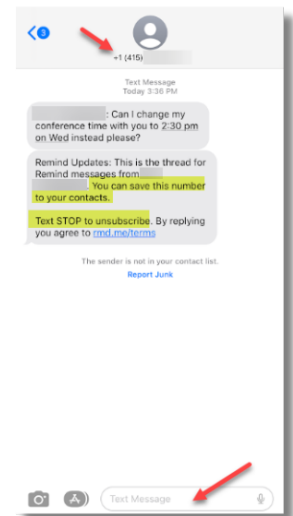 3
+1 (415)
Text Message
Today 3:36 PM
: Can I change my
conference time with you to 2:30 pm
on Wed instead please?
Remind Updates: This is the thread for
Remind messages from
. You can save this number
to your contacts.
Text STOP to unsubscribe. By replying
you agree to rmd.me/terms
The sender is not in your contact list.
Report Junk
Text Message